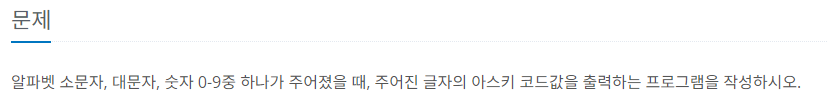 문제
알파벳 소문자, 대문자, 숫자 0-9중 하나가 주어졌을 때, 주어진 글자의 아스키 코드값을 출력하는 프로그램을 작성하시오.